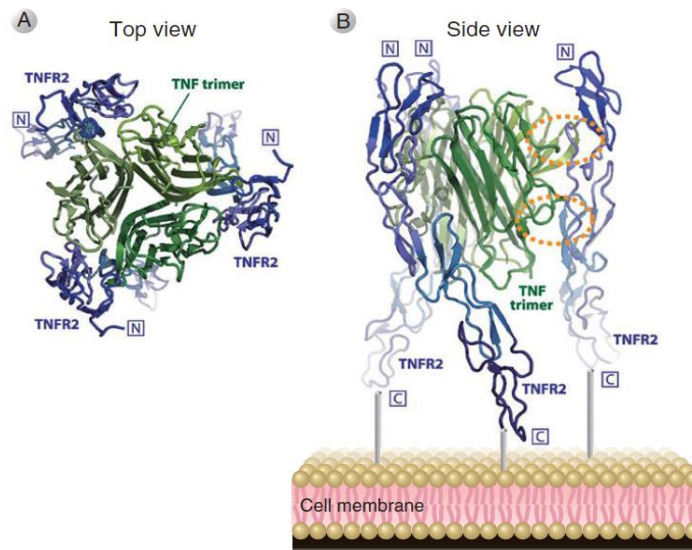 A
Top view
TNFR2
TNF trimer
N
N
TNFR2
TNFR2
N
B
Side view
N
N
N
TNF
trimer
TNFR2
TNFR2
TNFR2
C
C
C
Cell membrane